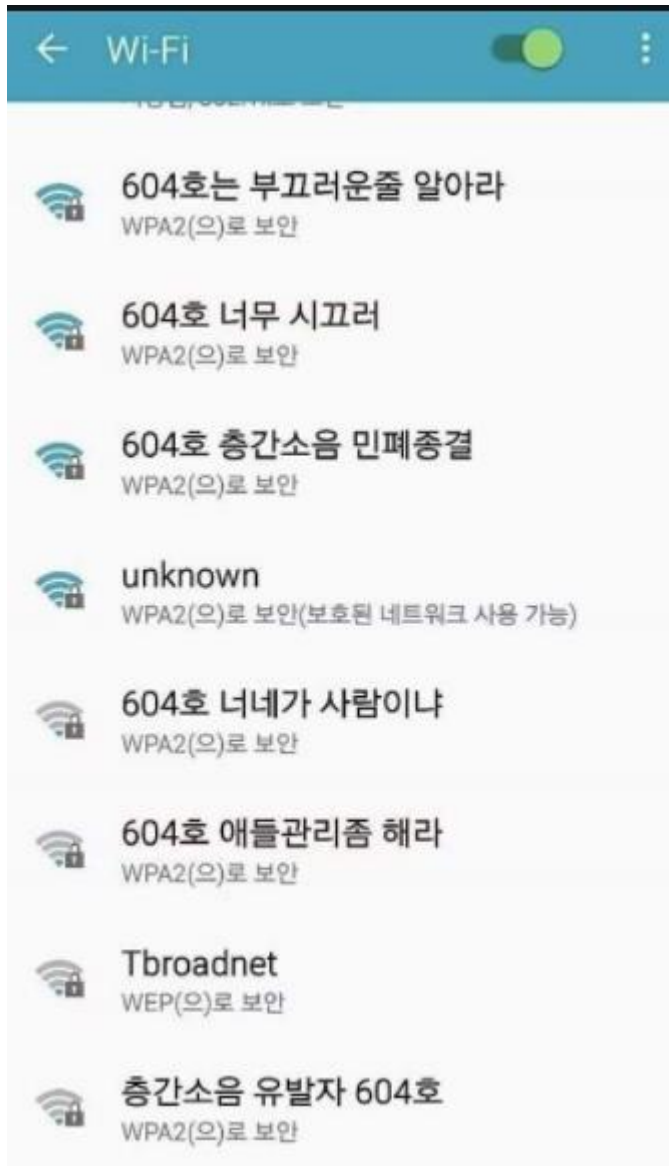 Wi-Fi
604호는 부끄러운줄 알아라
WPA2(으)로 보안
604호 너무 시끄러
WPA2(으)로 보안
604호 층간소음 민폐종결
WPA2(으)로 보안
unknown
WPA2(으)로 보안(보호된 네트워크 사용 가능)
604호 너네가 사람이냐
WPA2(으)로 보안
604호 애들관리좀 해라
WPA2(으)로 보안
Tbroadnet
WEP(으)로 보안
층간소음 유발자 604호
WPA2(으)로 보안